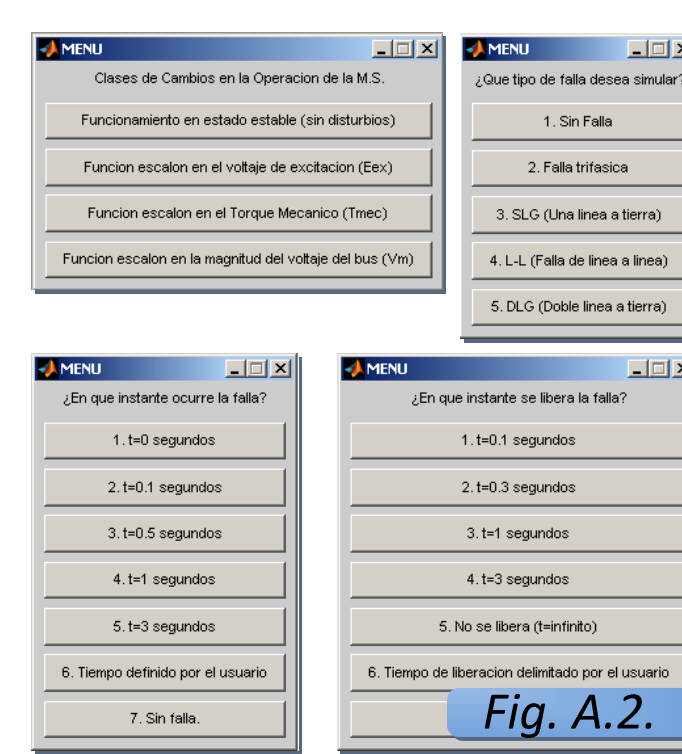 MENU
Clases de Cambios en la Operacion de la M.S.
Funcionamiento en estado estable (sin disturbios)
Funcion escalon en el voltaje de excitacion (Eex)
Funcion escalon en el Torque Mecanico (Tmec)
Funcion escalon en la magnitud del voltaje del bus (Vm)
MENU
¿Que tipo de falla desea simular?
1. Sin Falla
2. Falla trifasica
3. SLG (Una linea a tierra)
4. L-L (Falla de linea a linea)
5. DLG (Doble linea a tierra)
MENU
¿En que instante ocurre la falla?
1. t=0 segundos
2. t=0.1 segundos
3. t=0.5 segundos
4. t=1 segundos
5. t=3 segundos
6. Tiempo definido por el usuario
7. Sin falla.
MENU
¿En que instante se libera la falla?
1. t=0.1 segundos
2. t=0.3 segundos
3. t=1 segundos
4. t=3 segundos
5. No se libera (t=infinito)
6. Tiempo de liberacion delimitado por el usuario
Fig. A.2.